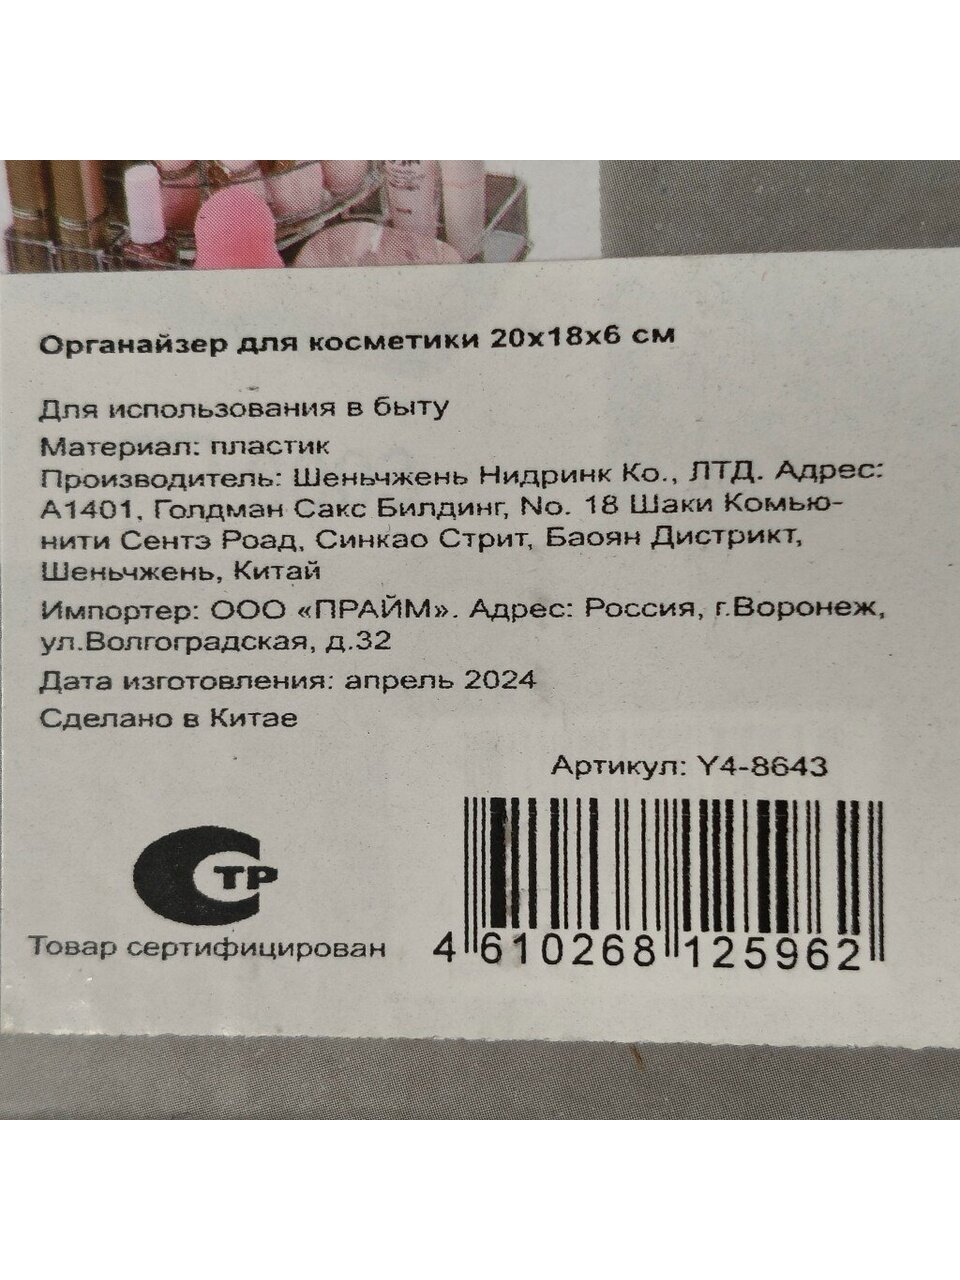 Органайзер для косметики 20х18х6 см
Для использования в быту
Материал: пластик
Производитель: Шеньчжень Нидринк Ко., ЛТД. Адрес:
А1401, Голдман Сакс Билдинг, No. 18 Шаки Комью-
нити Сентэ Роад, Синкао Стрит, Баоян Дистрикт,
Шеньчжень, Китай
Импортер: ООО «ПРАЙМ». Адрес: Россия, г.Воронеж,
ул.Волгоградская, д.32
Дата изготовления: апрель 2024
Сделано в Китае
Артикул: Y4-8643
ТР
Товар сертифицирован
4 610268 125962